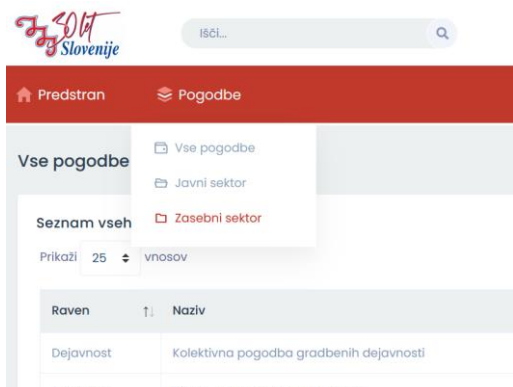 30 let
Slovenije
Išči...
Predstran
Pogodbe
Vse pogodbe
Vse pogodbe
Javni sektor
Zasebni sektor
Seznam vseh
Prikaži 25 vnosov
Raven Naziv
Dejavnost Kolektivna pogodba gradbenih dejavnosti